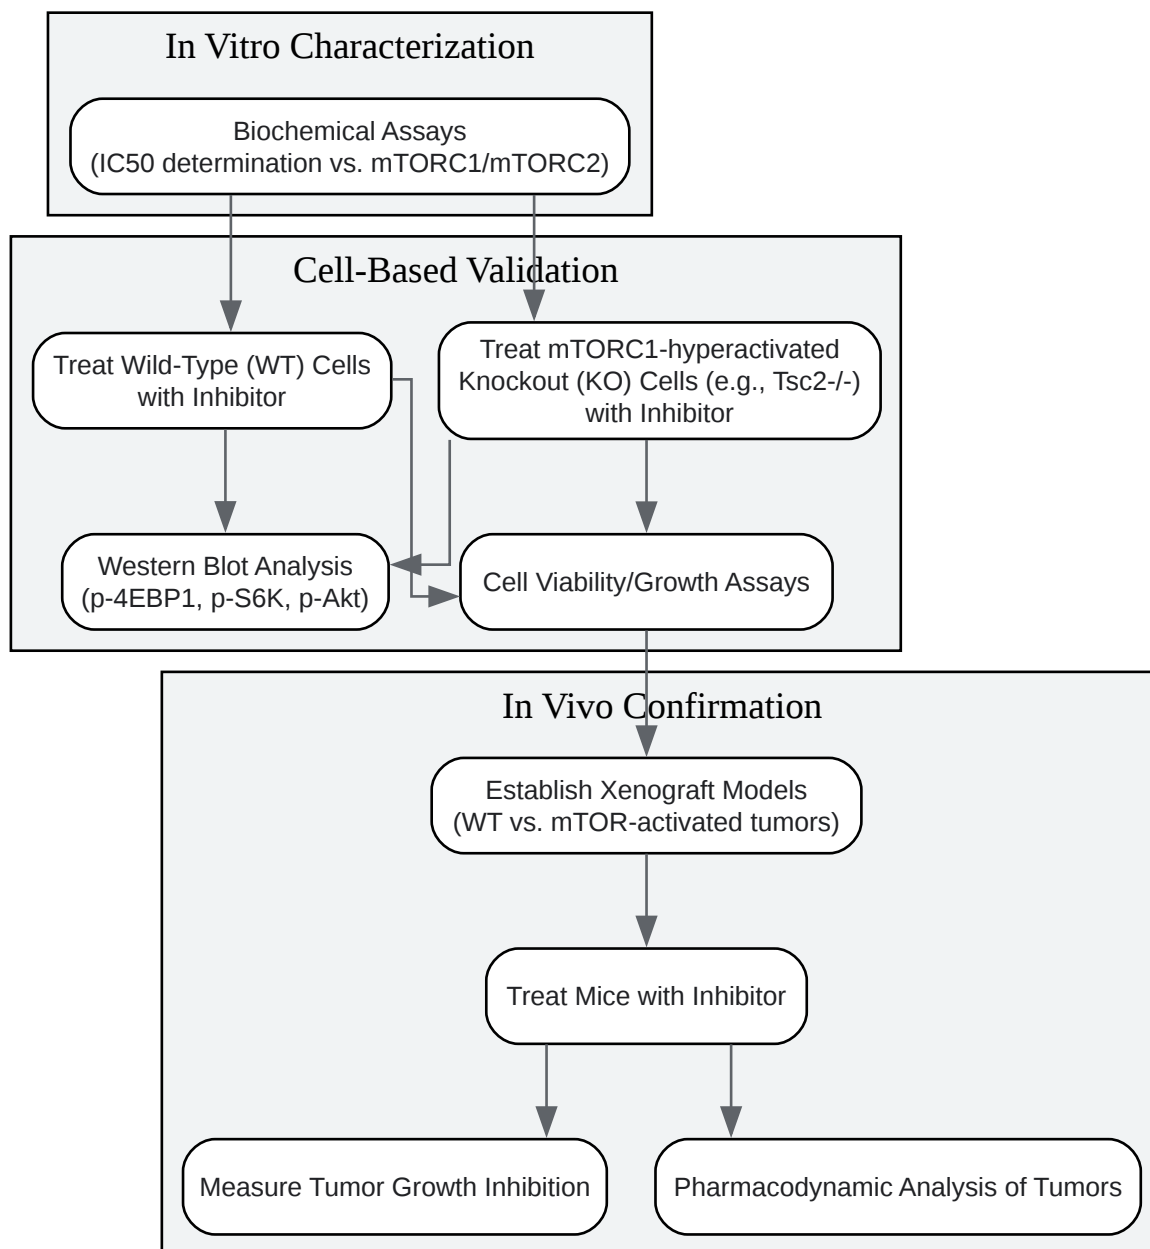 In Vitro Characterization
Biochemical Assays
(IC50 determination vs. mTORC1/mTORC2)
Cell-Based Validation
Treat Wild-Type (WT) Cells
with Inhibitor
Treat mTORC1-hyperactivated
Knockout (KO) Cells (e.g., Tsc2-/-)
with Inhibitor
Western Blot Analysis
(p-4EBP1, p-S6K, p-Akt)
Cell Viability/Growth Assays
In Vivo Confirmation
Establish Xenograft Models
(WT vs. mTOR-activated tumors)
Treat Mice with Inhibitor
Measure Tumor Growth Inhibition
Pharmacodynamic Analysis of Tumors